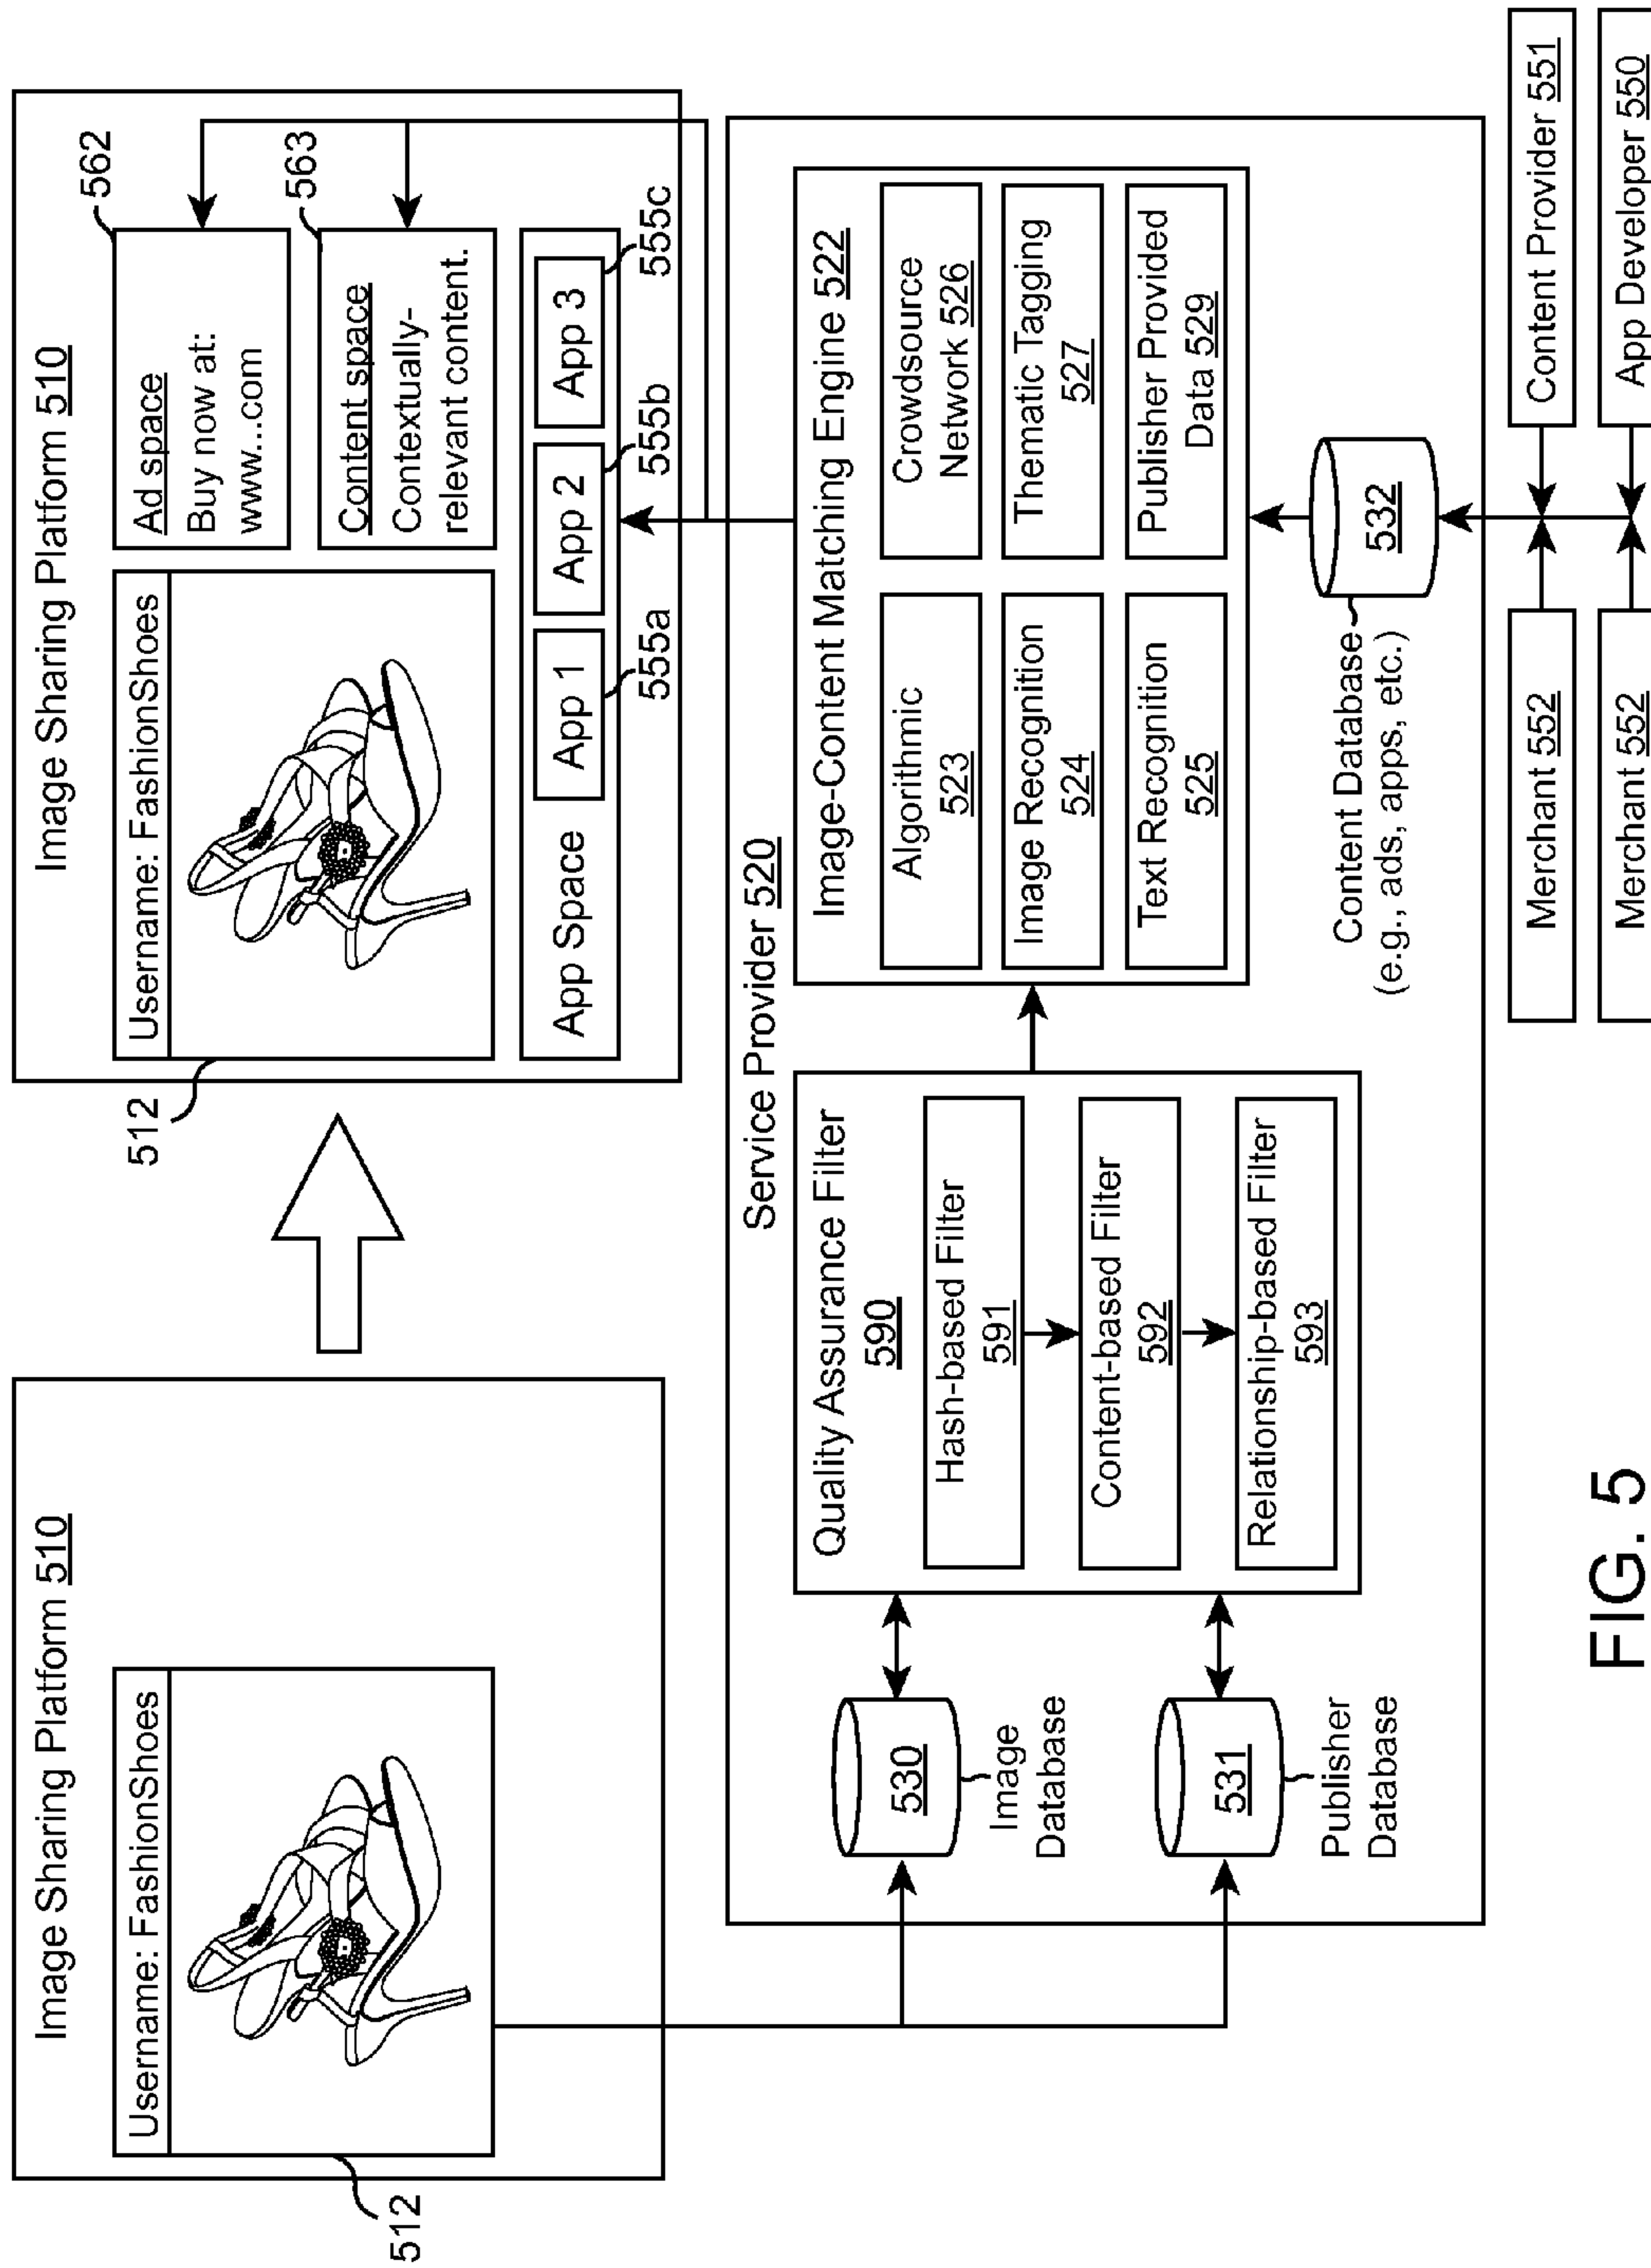 Image Sharing Platform 510
Username: FashionShoes
512
Image Sharing Platform 510
Username: FashionShoes
512
Ad space
Buy now at:
www...com
562
Content space
Contextually-
relevant content.
563
App Space
App 1
App 2
App 3
555a
555b
555c
Service Provider 520
530
Image
Database
531
Publisher
Database
Quality Assurance Filter
590
Hash-based Filter
591
Content-based Filter
592
Relationship-based Filter
593
Image-Content Matching Engine 522
Algorithmic
523
Crowdsource
Network 526
Image Recognition
524
Thematic Tagging
527
Text Recognition
525
Publisher Provided
Data 529
532
Content Database
(e.g., ads, apps, etc.)
Merchant 552
Content Provider 551
Merchant 552
App Developer 550
FIG. 5